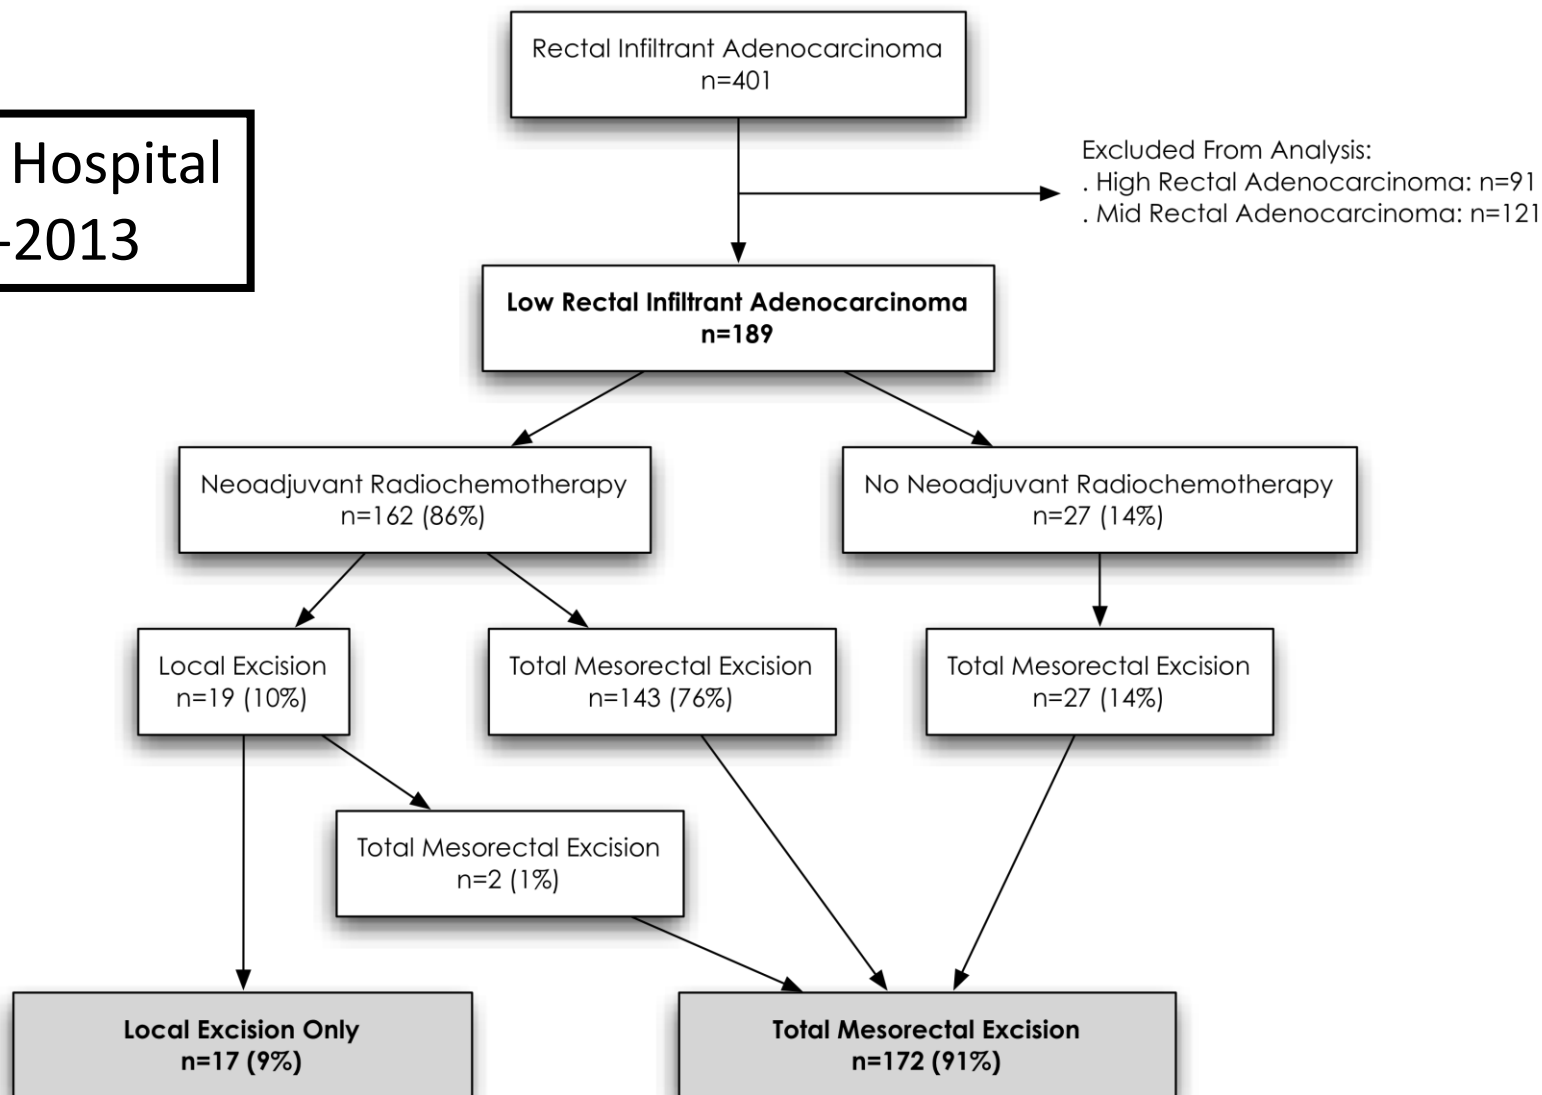 Rectal Infiltrant Adenocarcinoma
n=401
Hospital
-2013
Excluded From Analysis:
. High Rectal Adenocarcinoma: n=91
. Mid Rectal Adenocarcinoma: n=121
Low Rectal Infiltrant Adenocarcinoma
n=189
Neoadjuvant Radiochemotherapy
n=162 (86%)
No Neoadjuvant Radiochemotherapy
n=27 (14%)
Local Excision
n=19 (10%)
Total Mesorectal Excision
n=143 (76%)
Total Mesorectal Excision
n=27 (14%)
Total Mesorectal Excision
n=2 (1%)
Local Excision Only
n=17 (9%)
Total Mesorectal Excision
n=172 (91%)